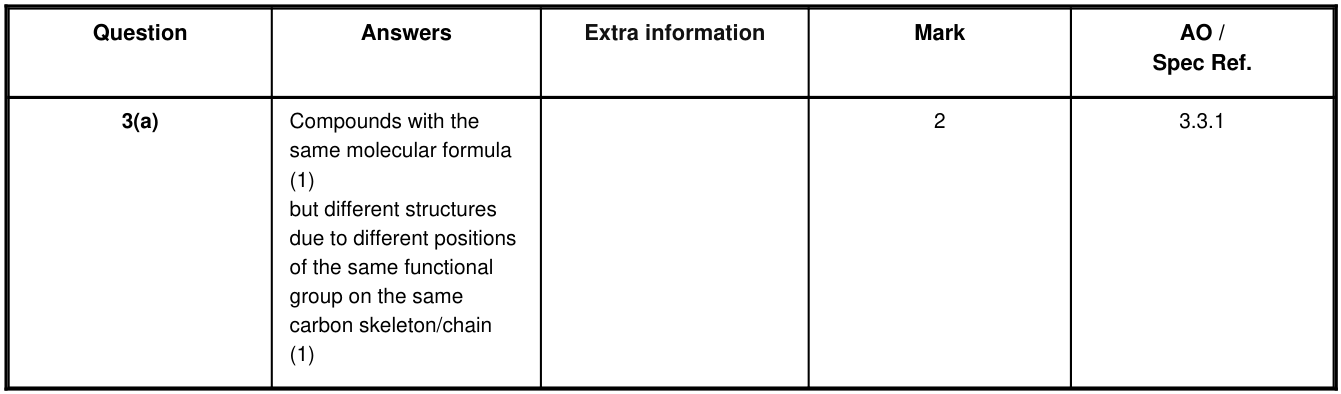 Question Answers Extra information Mark AO /
Spec Ref.
3(a) Compounds with the 2 3.3.1
same molecular formula
(1)
but different structures
due to different positions
of the same functional
group on the same
carbon skeleton/chain
(1)